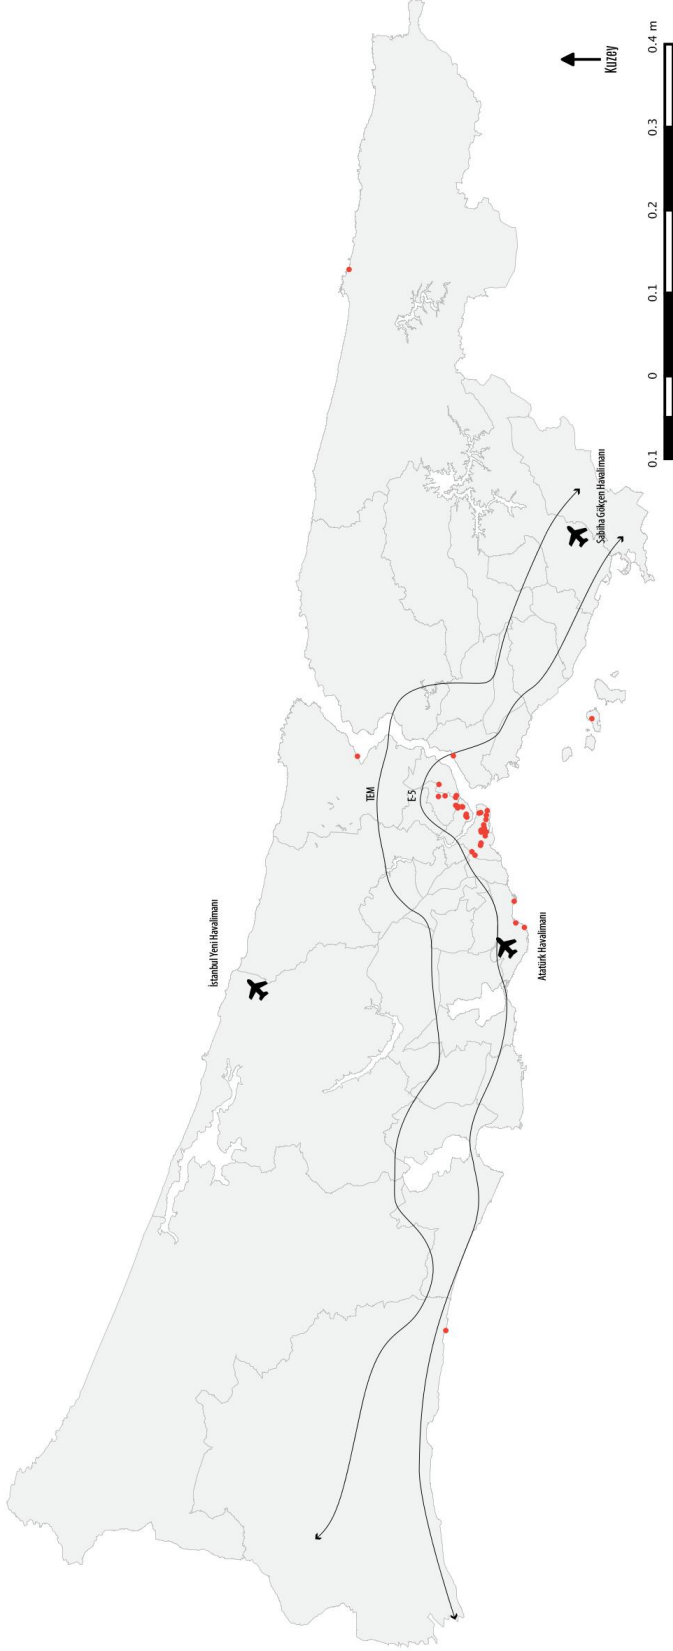 İstanbul Yeni Havalimanı
TEM
E-5
Atatürk Havalimanı
Sabiha Gökçen Havalimanı
Kuzey
0.1 0 0.1 0.2 0.3 0.4 m